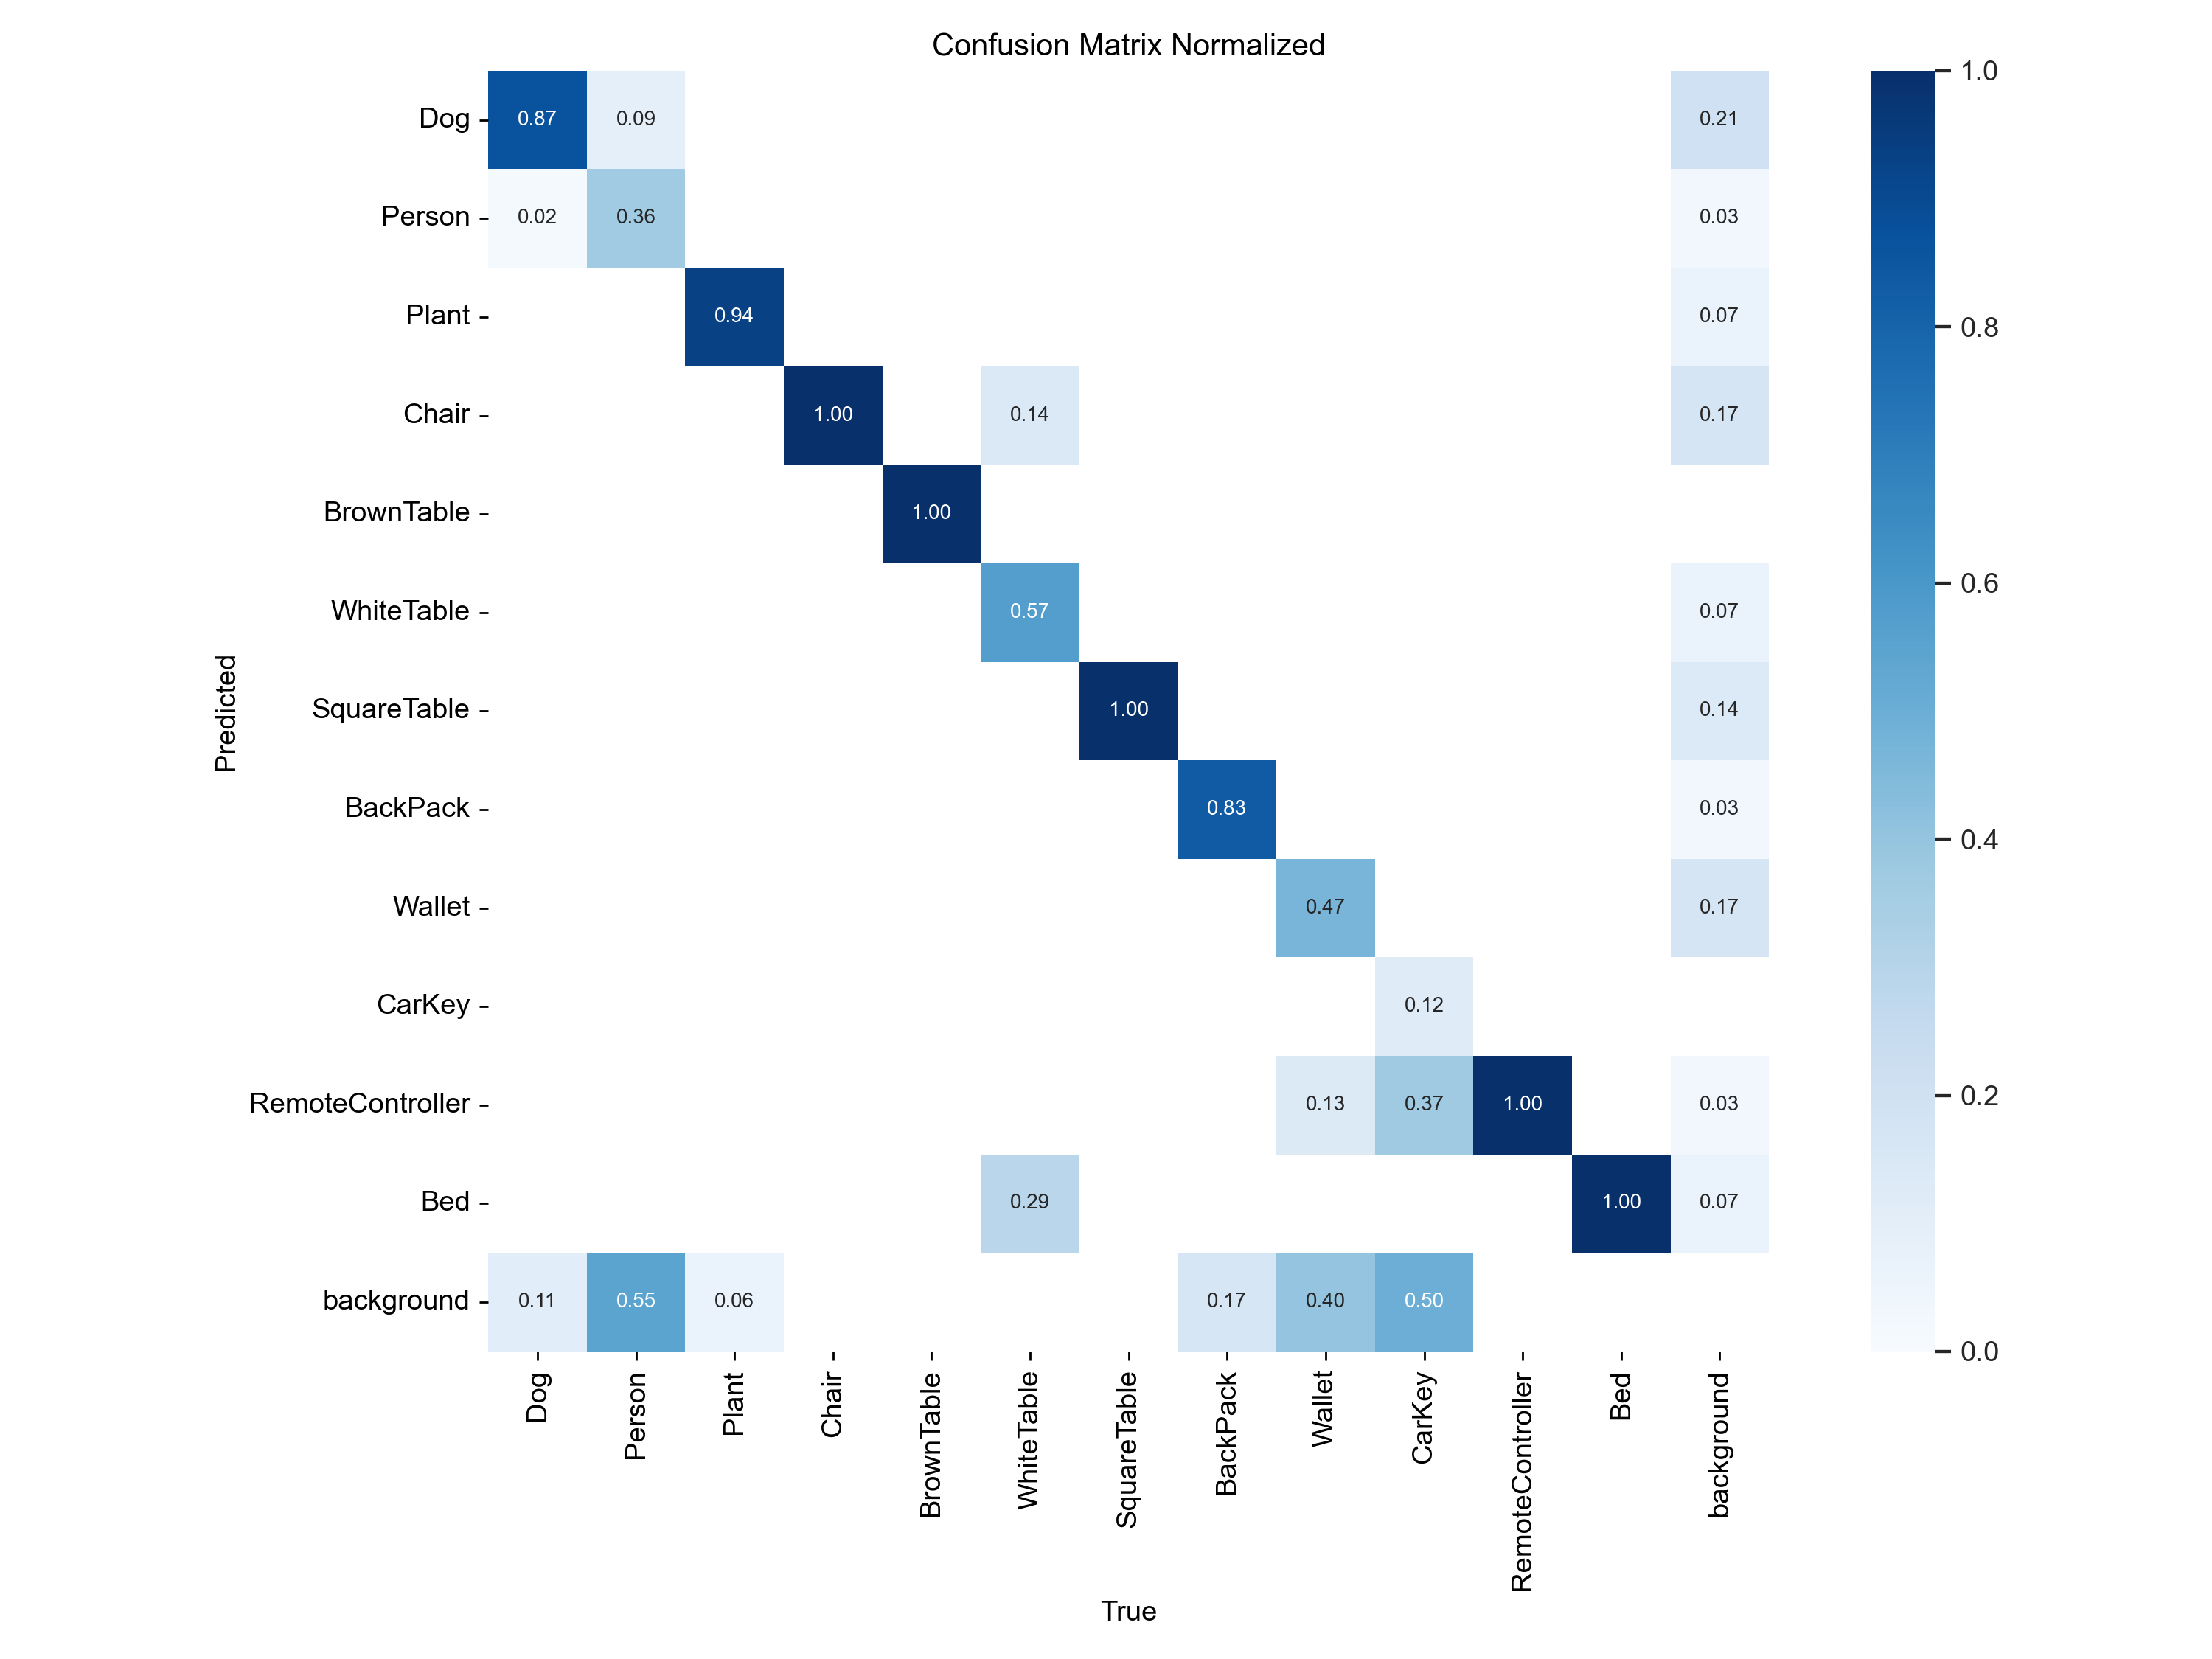 Confusion Matrix Normalized
Dog 0.87 0.09 0.21
Person 0.02 0.36 0.03
Plant 0.94 0.07
Chair 1.00 0.14 0.17
BrownTable 1.00
WhiteTable 0.57 0.07
SquareTable 1.00 0.14
BackPack 0.83 0.03
Wallet 0.47 0.17
CarKey 0.12
RemoteController 0.13 0.37 1.00 0.03
Bed 0.29 1.00 0.07
background 0.11 0.55 0.06 0.17 0.40 0.50
Predicted
Dog
Person
Plant
Chair
BrownTable
WhiteTable
SquareTable
BackPack
Wallet
CarKey
RemoteController
Bed
background
True
1.0
0.8
0.6
0.4
0.2
0.0